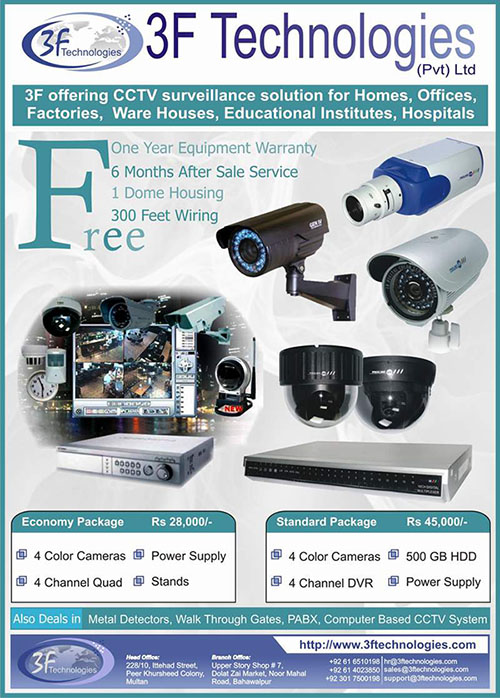 3F
Technologies
3F Technologies
(Pvt) Ltd
3F offering CCTV surveillance solution for Homes, Offices,
Factories, Ware Houses, Educational Institutes, Hospitals
Free
One Year Equipment Warranty
6 Months After Sale Service
1 Dome Housing
300 Feet Wiring
NEW
Economy Package Rs 28,000/-
4 Color Cameras Power Supply
4 Channel Quad Stands
Standard Package Rs 45,000/-
4 Color Cameras 500 GB HDD
4 Channel DVR Power Supply
Also Deals in Metal Detectors, Walk Through Gates, PABX, Computer Based CCTV System
http://www.3ftechnologies.com
3F
Technologies
Head Office:
228/10, Ittehad Street,
Peer Khursheed Colony,
Multan
Branch Office:
Upper Story Shop # 7,
Dolat Zai Market, Noor Mahal
Road, Bahawalpur
+92 61 6510198
+92 61 4023850
+92 301 7500198
hr@3ftechnologies.com
sales@3ftechnologies.com
support@3ftechnologies.com